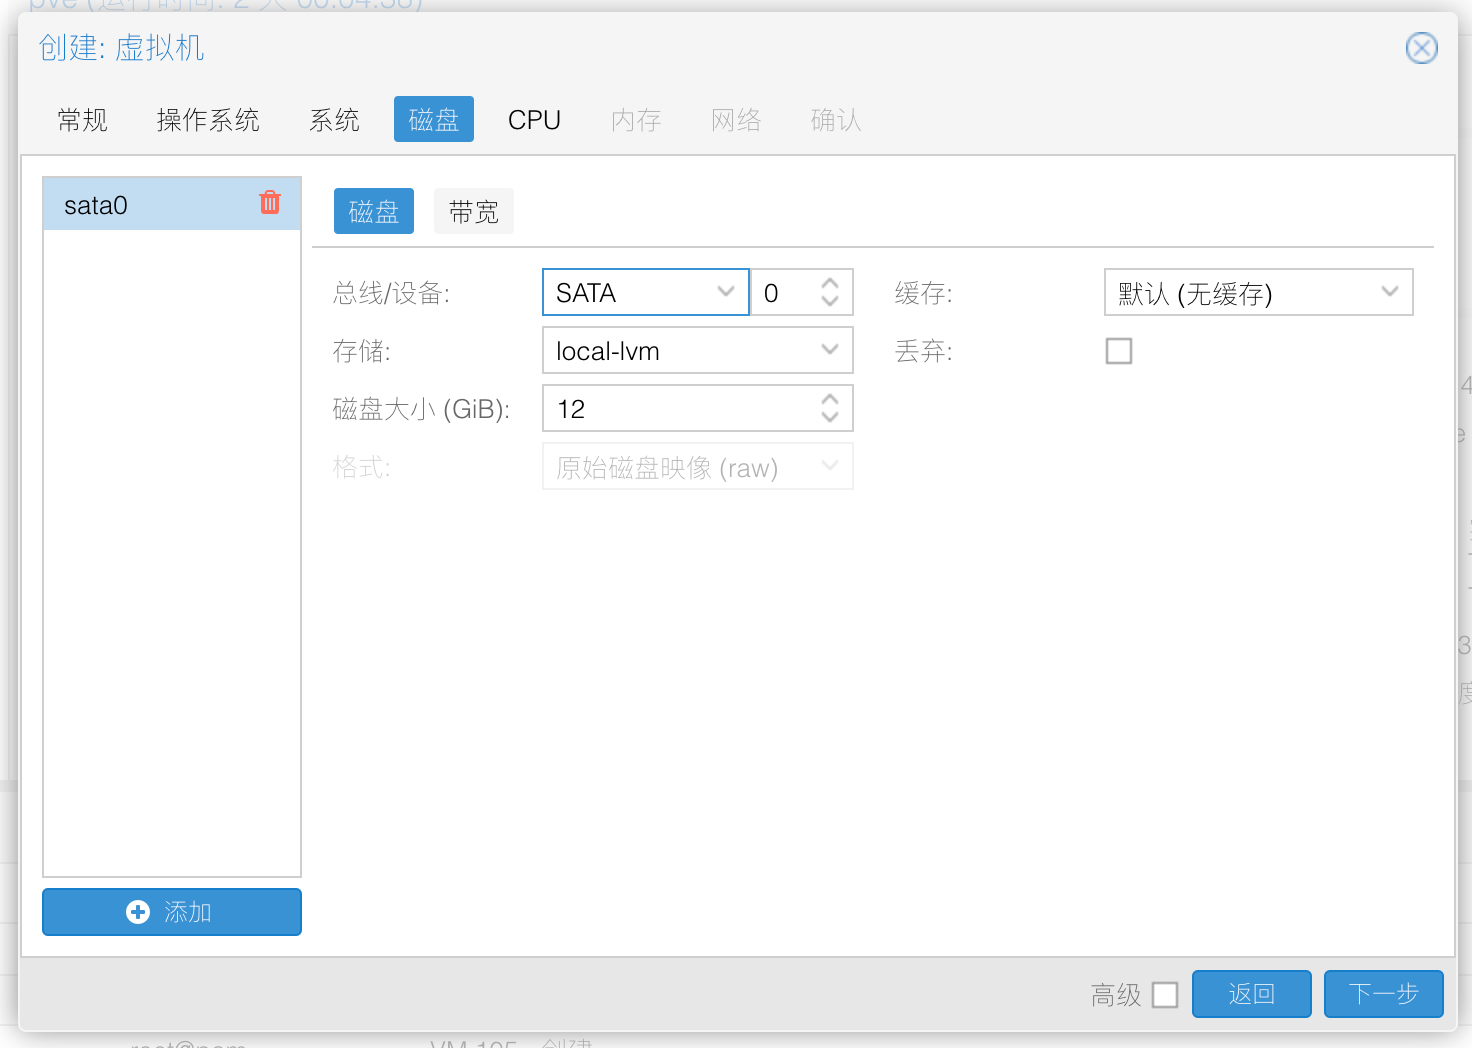 pve (运行时间: 2 天 00:04:38)
创建: 虚拟机
常规 操作系统 系统 磁盘 CPU 内存 网络 确认
sata0
磁盘 带宽
总线/设备: SATA 0 缓存: 默认 (无缓存)
存储: local-lvm 丢弃:
磁盘大小 (GiB): 12
格式: 原始磁盘映像 (raw)
添加
高级 返回 下一步
root@pam VM 105 - 创建